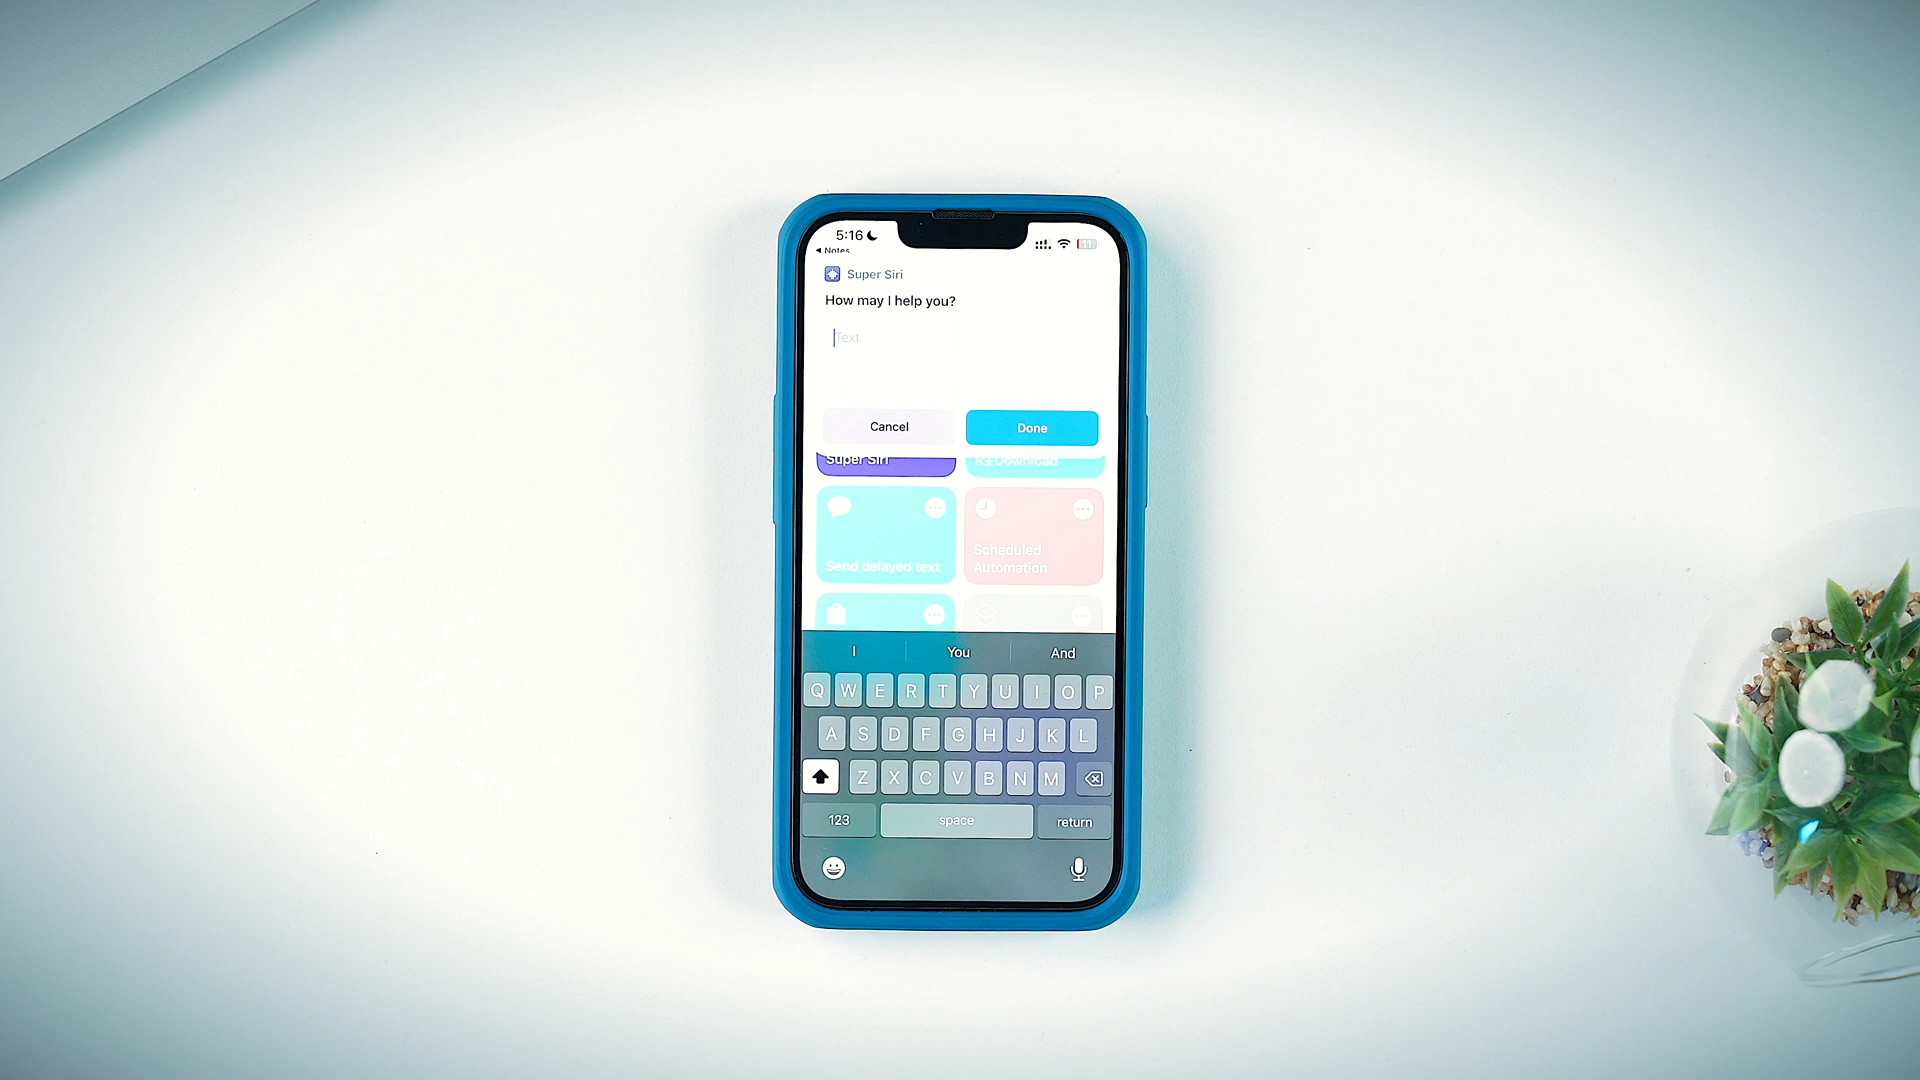 5:16
11
◀ Notes
Super Siri
How may I help you?
Text
Cancel
Done
Super Siri
R⤓Download
Send delayed text
Scheduled
Automation
I
You
And
Q W E R T Y U I O P
A S D F G H J K L
Z X C V B N M
123
space
return